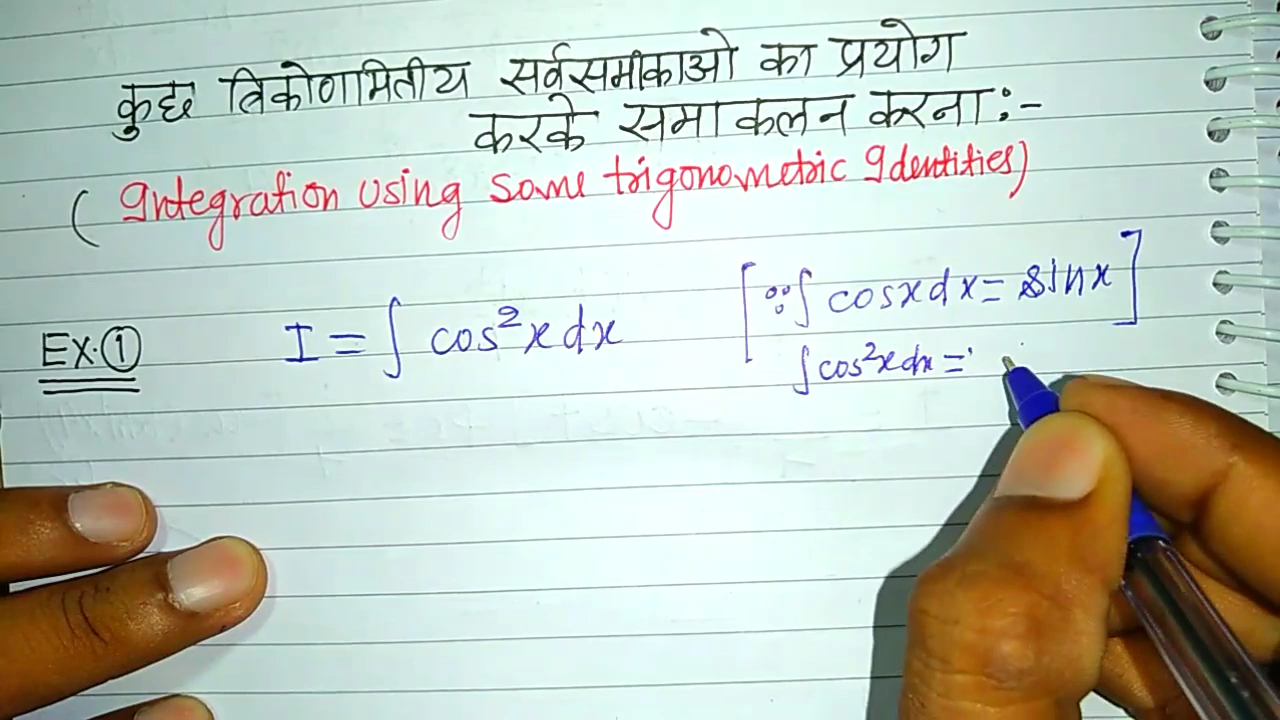 कुछ त्रिकोणमितीय सर्वसमीकाओ का प्रयोग
करके समाकलन करना:-
(Integration using some trigonometric Identities)
EX.① I = ∫ cos²x dx [∵ ∫ cosx dx = sinx]
∫ cos²x dx =